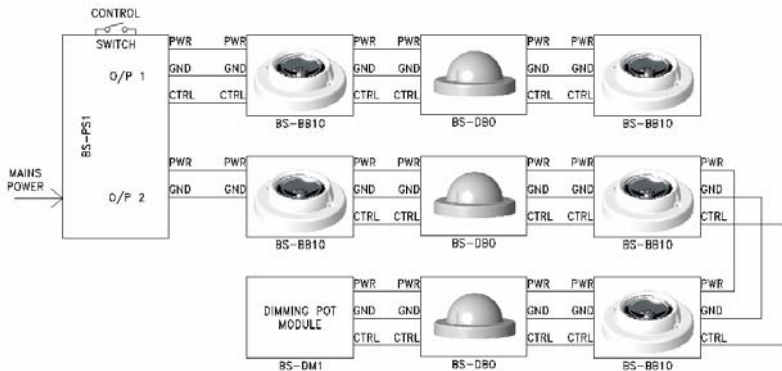 CONTROL
SWITCH
PWR PWR PWR PWR PWR PWR
O/P 1
GND GND GND GND GND GND
CTRL CTRL CTRL CTRL CTRL CTRL
BS-BB10 BS-DB0 BS-BB10
BS-PS1
MAINS
POWER
PWR PWR PWR PWR PWR PWR PWR
O/P 2
GND GND GND GND GND GND GND
CTRL CTRL CTRL CTRL CTRL
BS-BB10 BS-DB0 BS-BB10
PWR PWR PWR PWR PWR
DIMMING POT
MODULE
GND GND GND GND GND
CTRL CTRL CTRL CTRL CTRL
BS-DM1 BS-DB0 BS-BB10